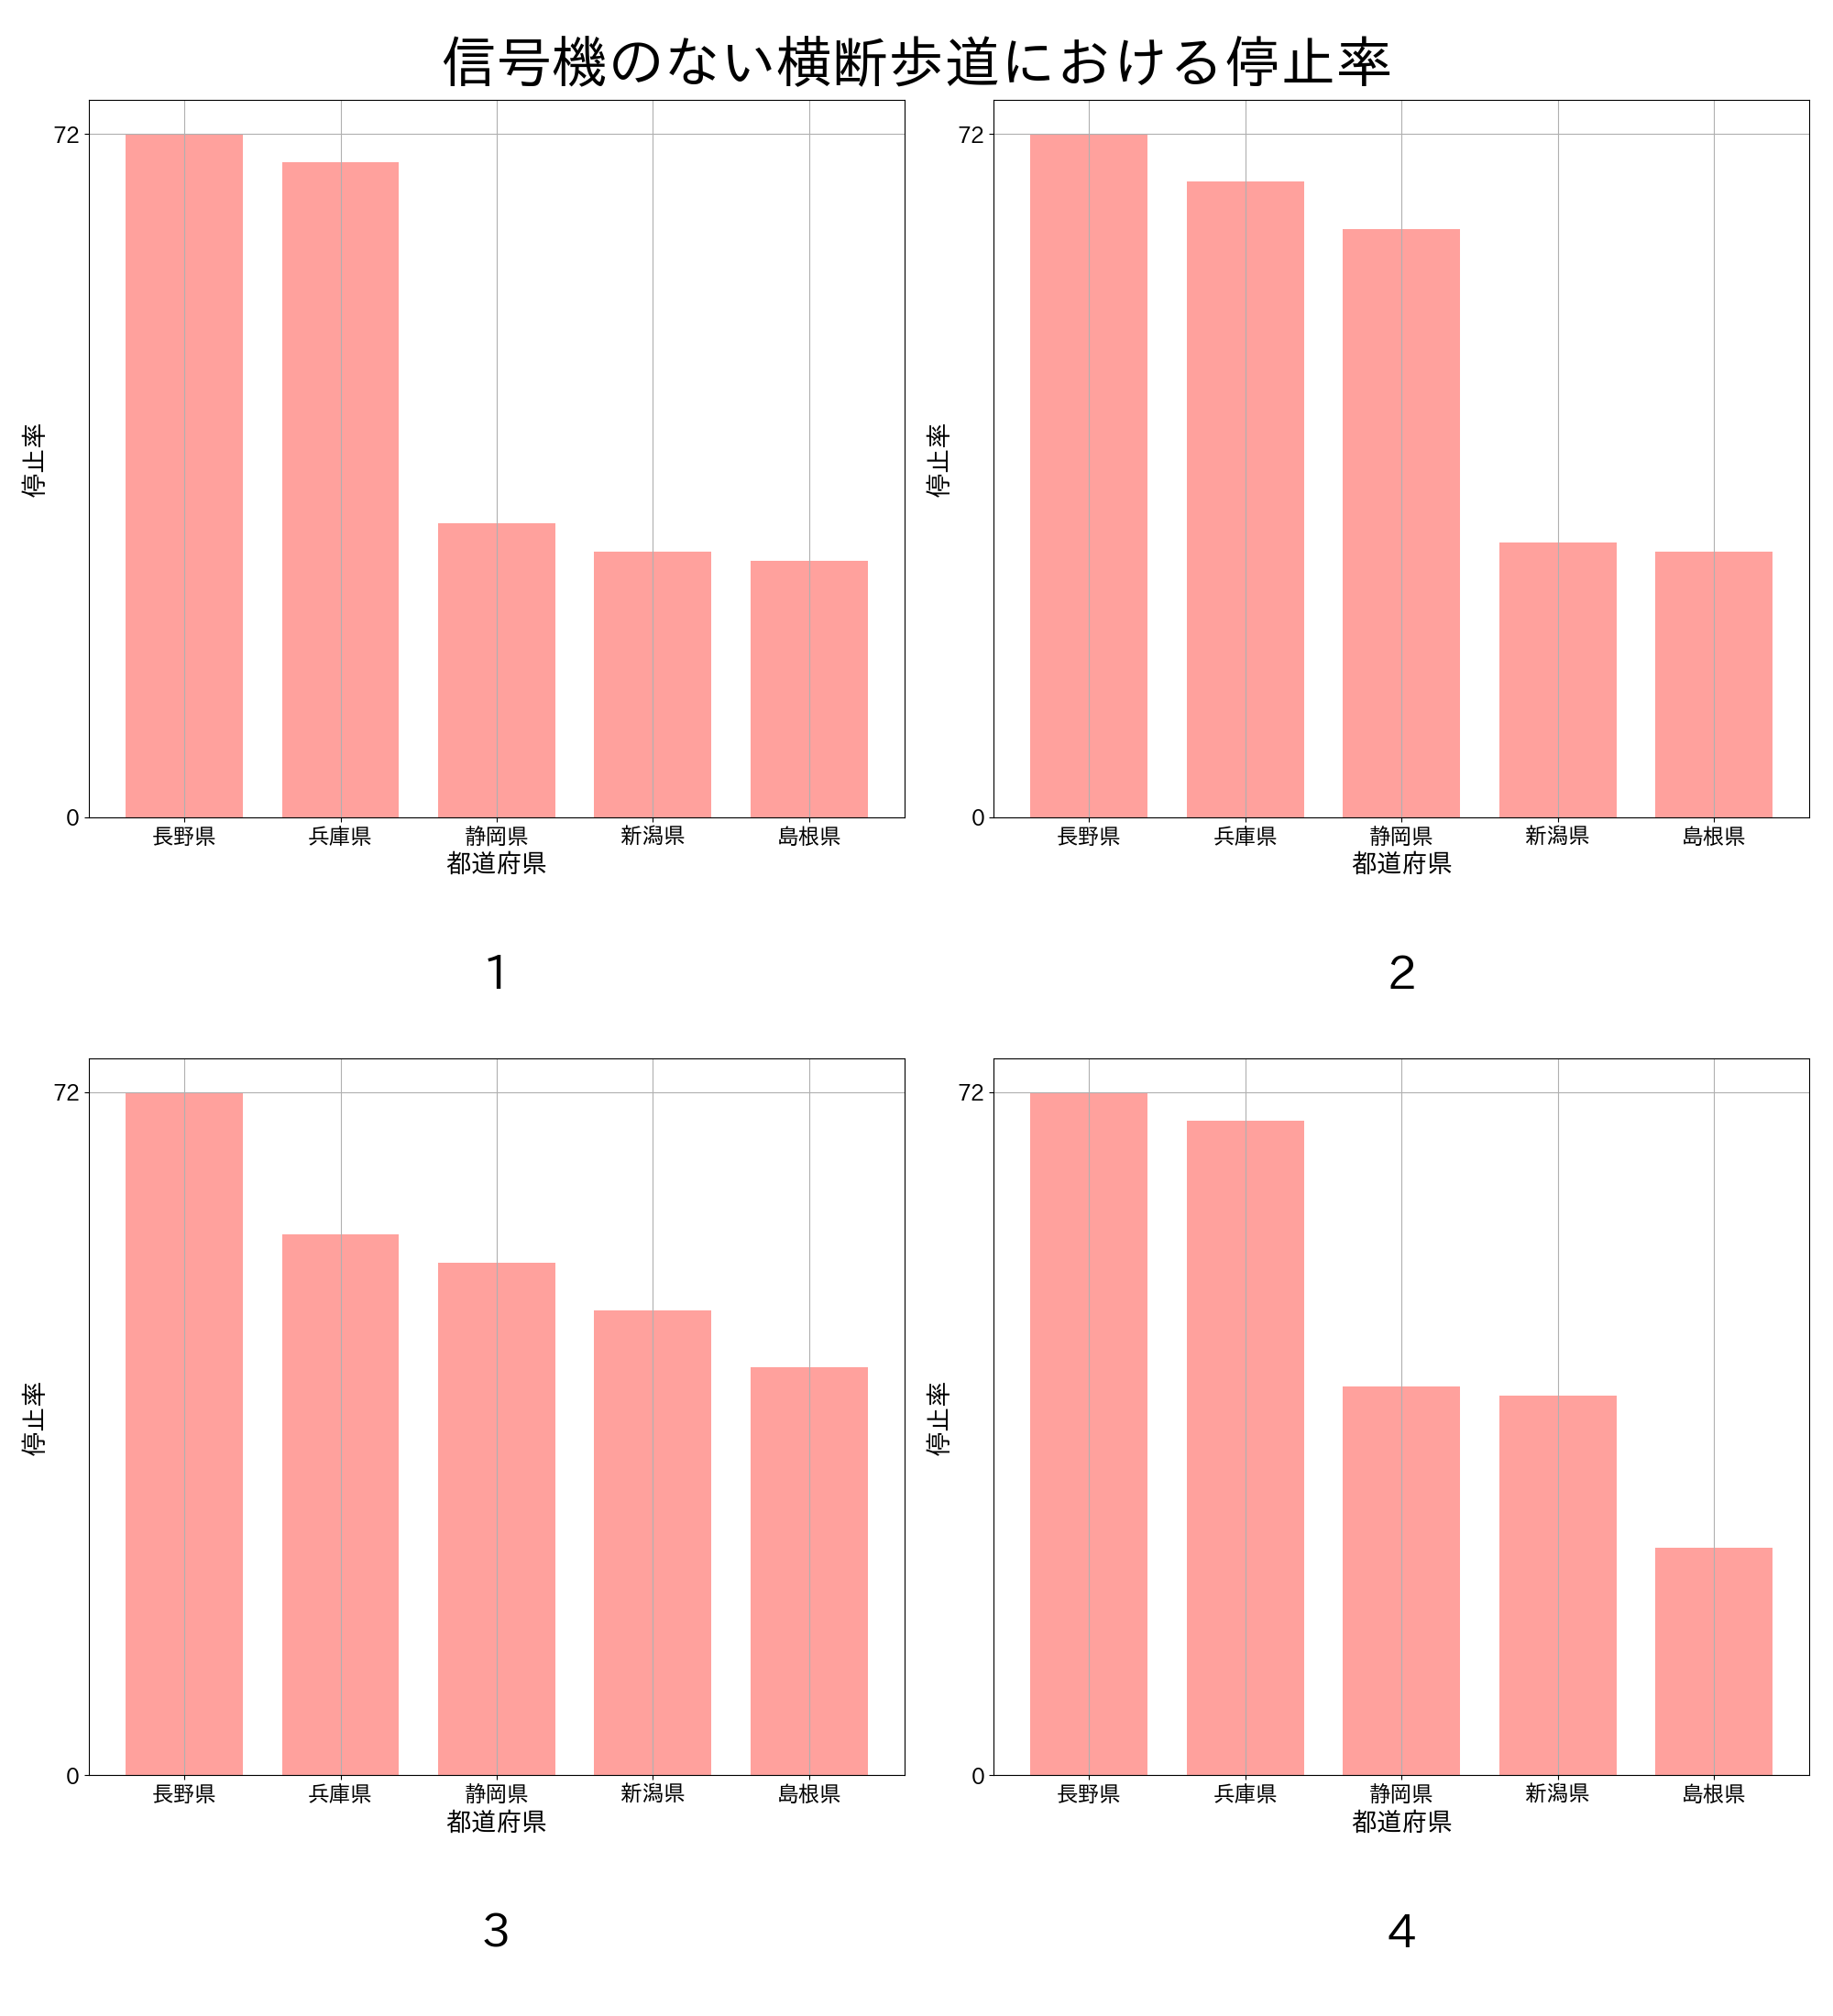 信号機のない横断歩道における停止率
72
停止率
0
長野県 兵庫県 静岡県 新潟県 島根県
都道府県
1
72
停止率
0
長野県 兵庫県 静岡県 新潟県 島根県
都道府県
2
72
停止率
0
長野県 兵庫県 静岡県 新潟県 島根県
都道府県
3
72
停止率
0
長野県 兵庫県 静岡県 新潟県 島根県
都道府県
4